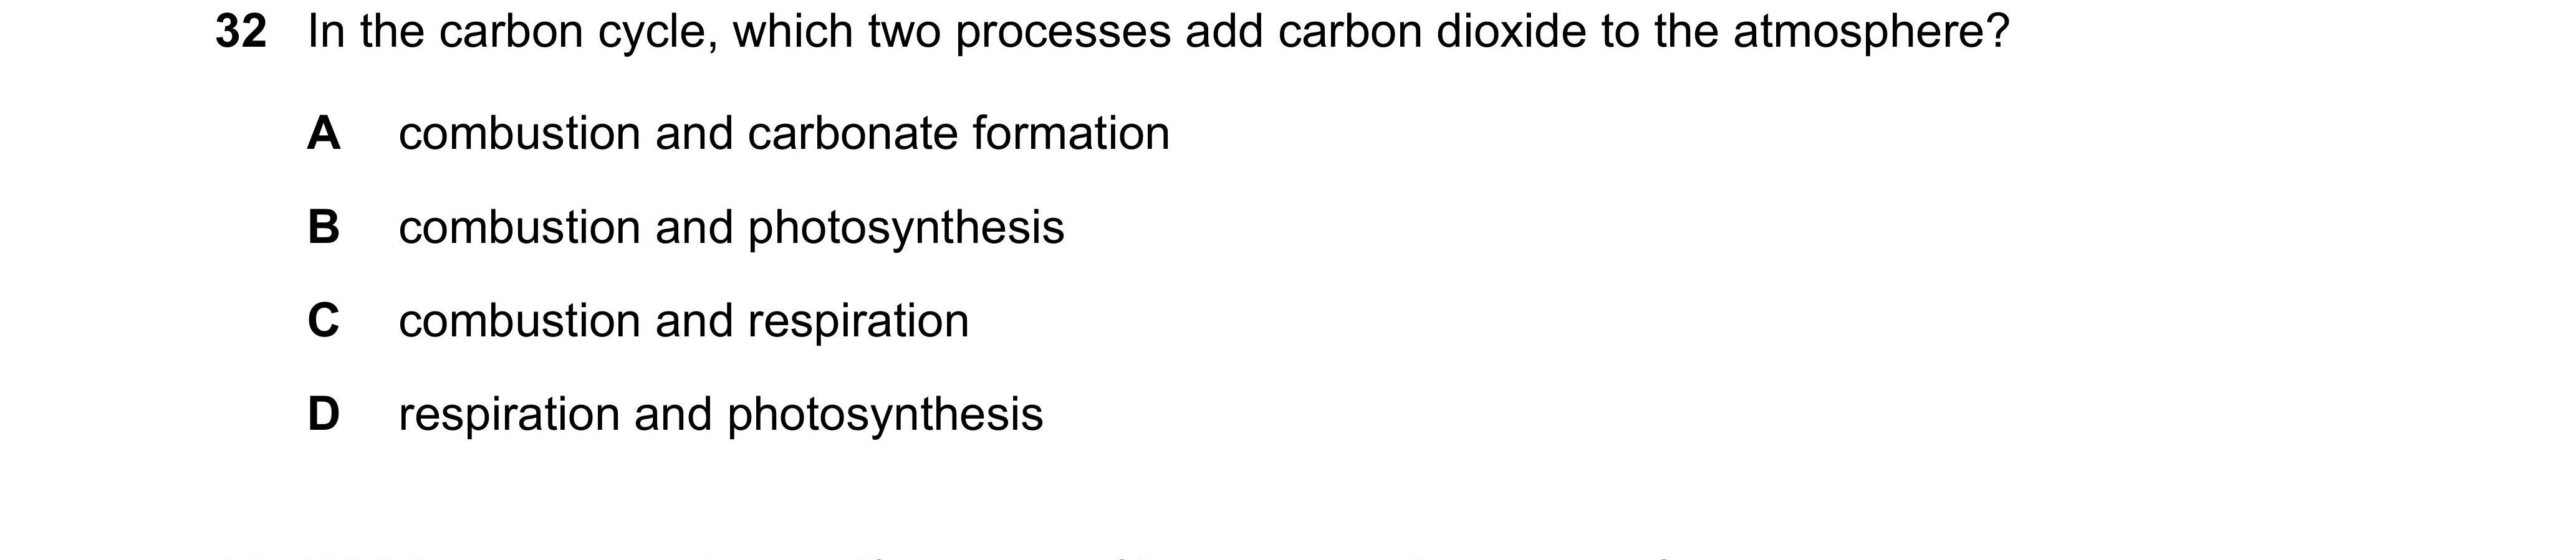 32 In the carbon cycle, which two processes add carbon dioxide to the atmosphere?
A combustion and carbonate formation
B combustion and photosynthesis
C combustion and respiration
D respiration and photosynthesis